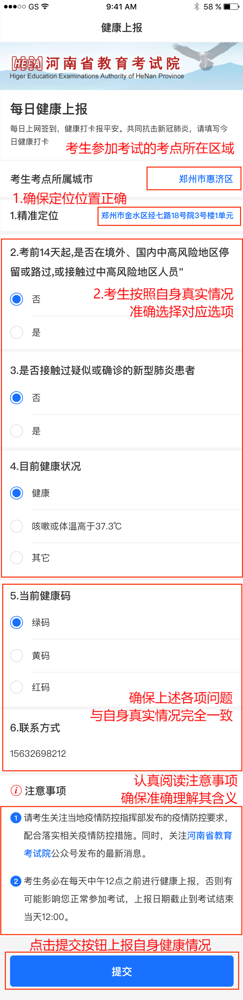 GS
9:41 AM
58 %
健康上报
HEEA 河南省教育考试院
Higer Education Examinations Authority of HeNan Province
每日健康上报
每日上网签到，健康打卡报平安。共同抗击新冠肺炎，请填写今
日健康打卡
考生参加考试的考点所在区域
考生考点所属城市
郑州市惠济区
1.确保定位位置正确
1.精准定位
郑州市金水区经七路18号院3号楼1单元
2.考前14天起,是否在境外、国内中高风险地区停
留或路过,或接触过中高风险地区人员"
否
2.考生按照自身真实情况
准确选择对应选项
是
3.是否接触过疑似或确诊的新型肺炎患者
否
是
4.目前健康状况
健康
咳嗽或体温高于37.3℃
其它
5.当前健康码
绿码
黄码
红码
确保上述各项问题
与自身真实情况完全一致
6.联系方式
15632698212
认真阅读注意事项
i 注意事项
确保准确理解其含义
1 请考生关注当地疫情防控指挥部发布的疫情防控要求，
配合落实相关疫情防控措施。同时，关注河南省教育
考试院公众号发布的最新消息。
2 考生务必在每天中午12点之前进行健康上报，否则有
可能影响您正常参加考试，上报日期截止到考试结束
当天12:00。
点击提交按钮上报自身健康情况
提交